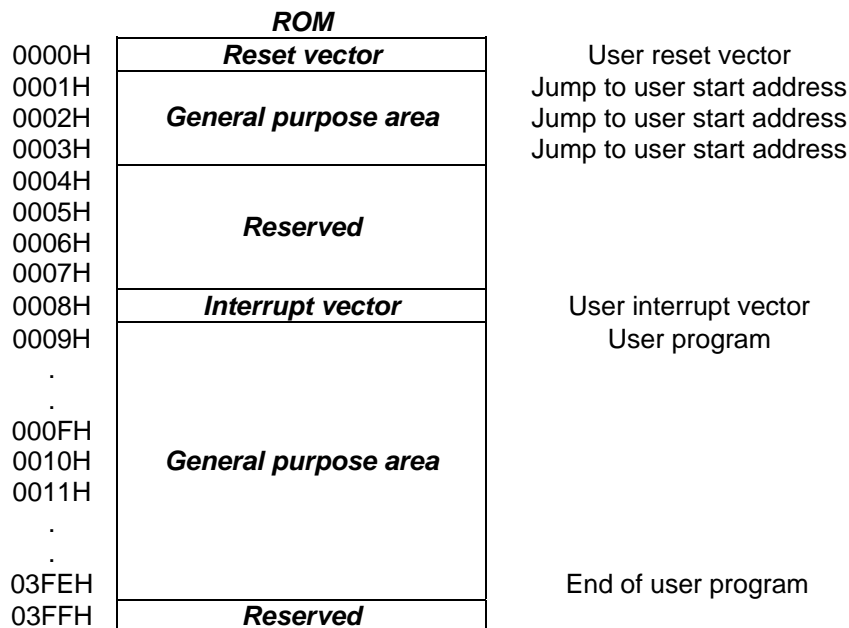 ROM
0000H Reset vector User reset vector
0001H Jump to user start address
0002H General purpose area Jump to user start address
0003H Jump to user start address
0004H
0005H
Reserved
0006H
0007H
0008H Interrupt vector User interrupt vector
0009H User program
.
.
000FH
0010H General purpose area
0011H
.
.
03FEH End of user program
03FFH Reserved